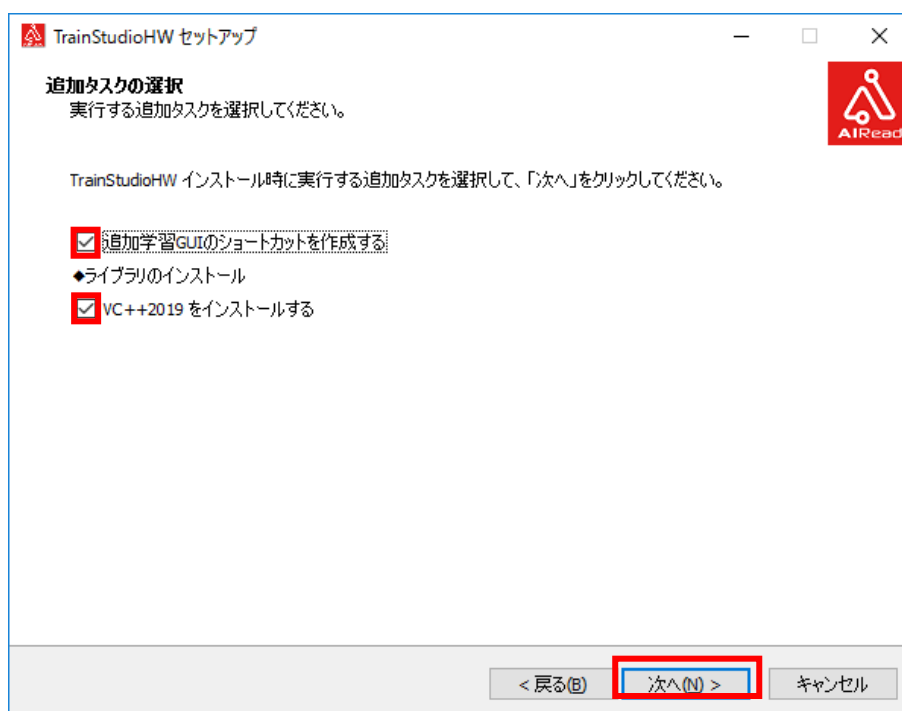 TrainStudioHW セットアップ
追加タスクの選択
実行する追加タスクを選択してください。
AIRead
TrainStudioHW インストール時に実行する追加タスクを選択して、「次へ」をクリックしてください。
追加学習GUIのショートカットを作成する
◆ライブラリのインストール
VC++2019 をインストールする
< 戻る(B)
次へ(N) >
キャンセル